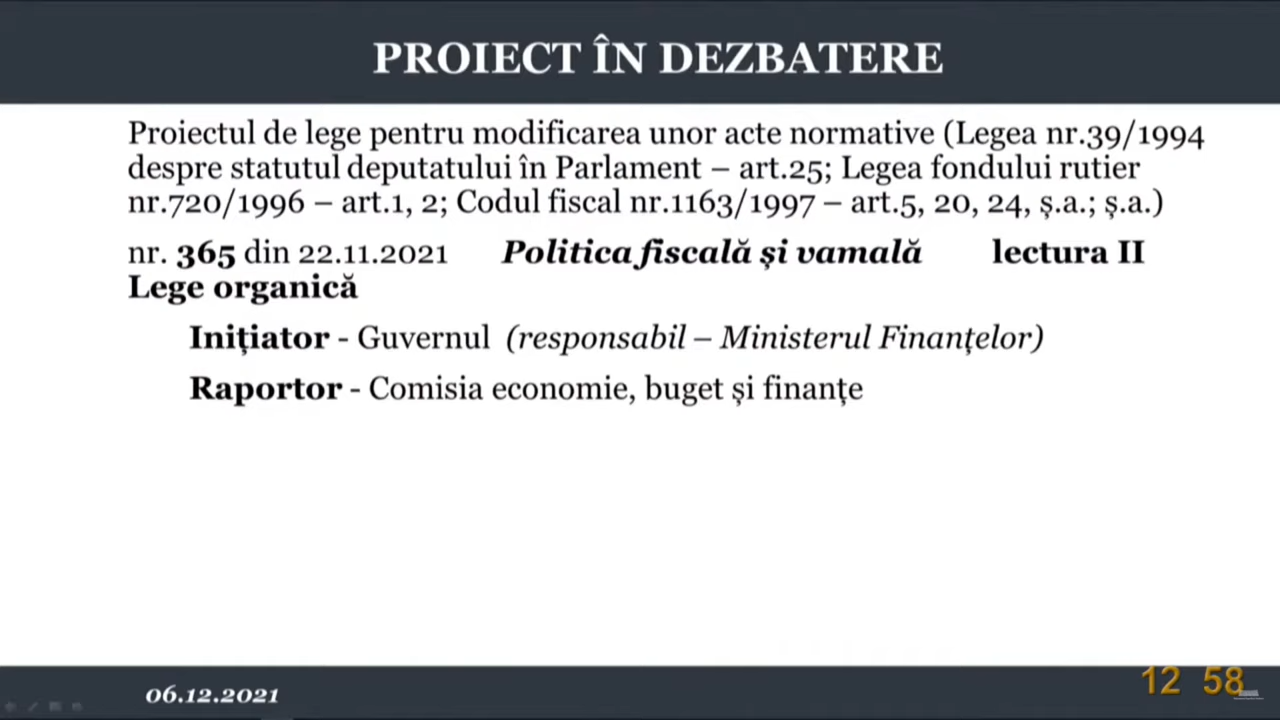 PROIECT ÎN DEZBATERE
Proiectul de lege pentru modificarea unor acte normative (Legea nr.39/1994
despre statutul deputatului în Parlament – art.25; Legea fondului rutier
nr.720/1996 – art.1, 2; Codul fiscal nr.1163/1997 – art.5, 20, 24, ș.a.; ș.a.)
nr. 365 din 22.11.2021 Politica fiscală și vamală lectura II
Lege organică
Inițiator - Guvernul (responsabil – Ministerul Finanțelor)
Raportor - Comisia economie, buget și finanțe
06.12.2021
12 58